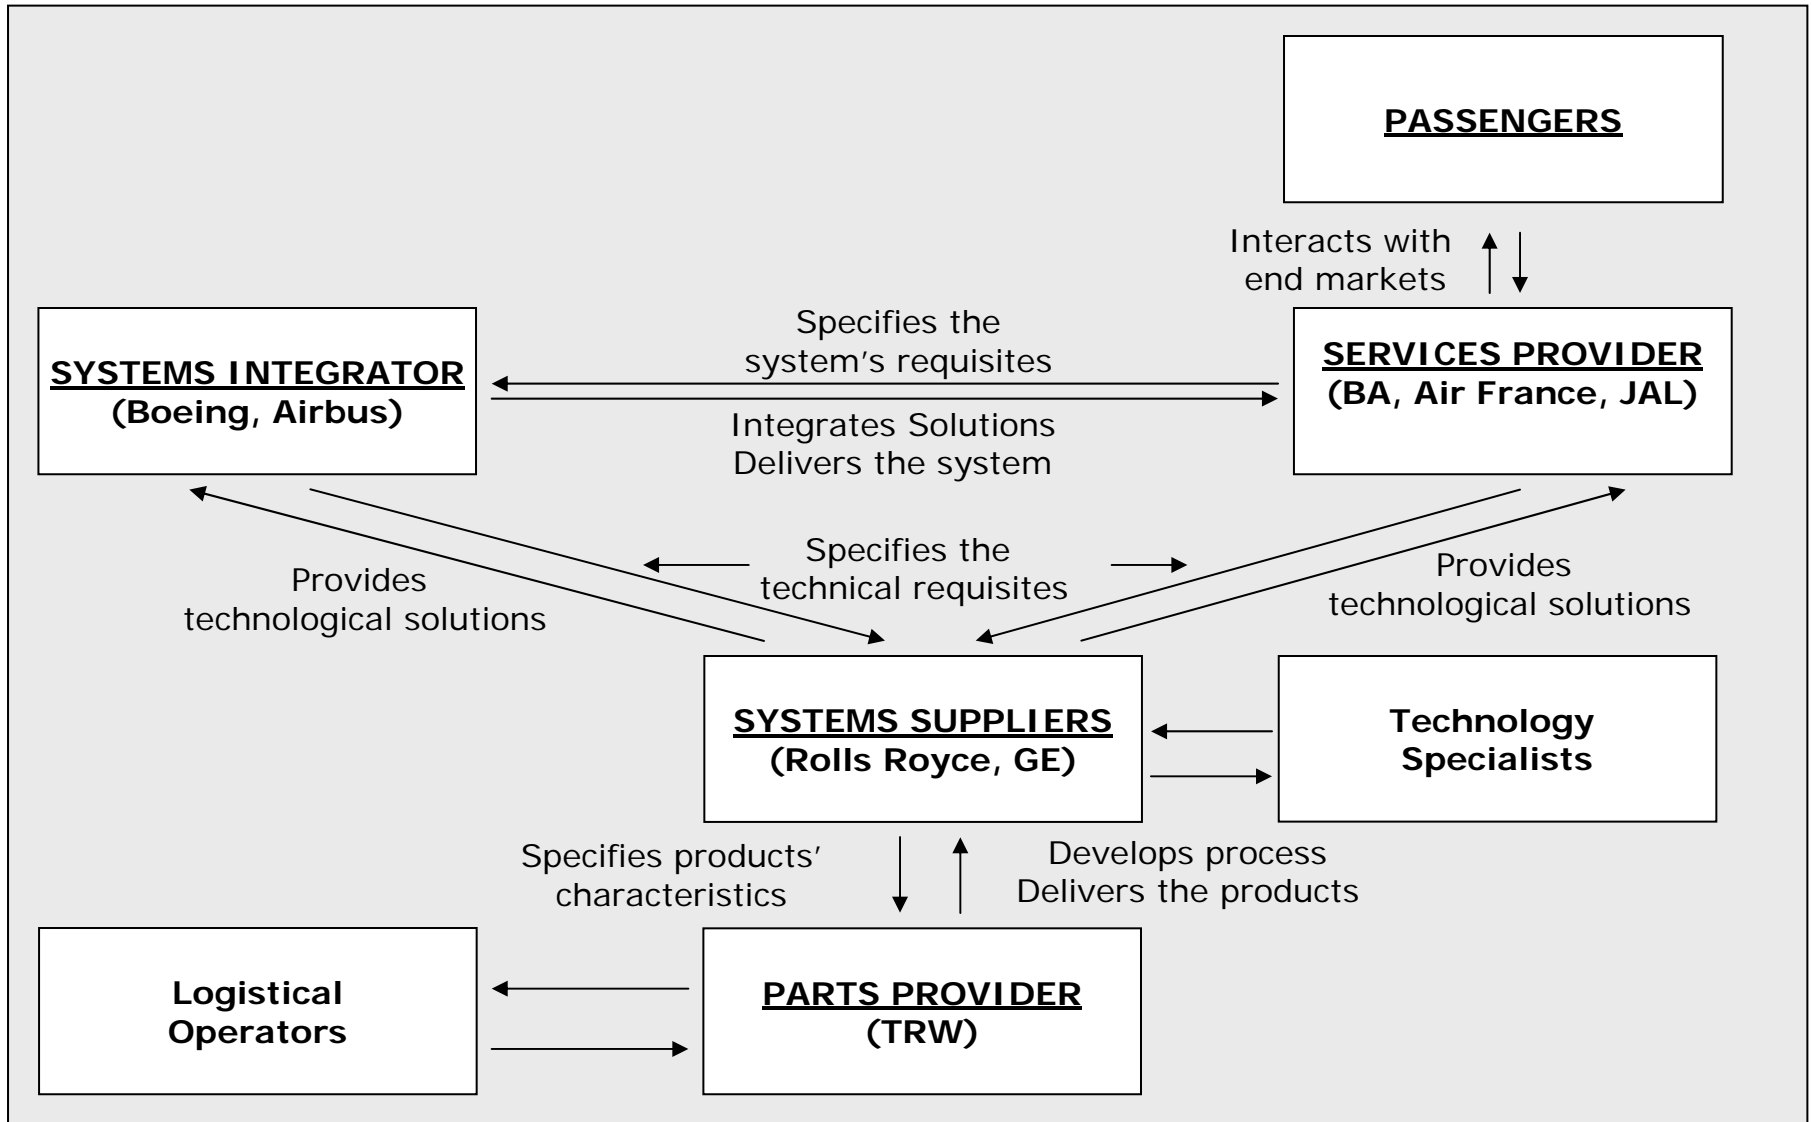 PASSENGERS
Interacts with
end markets
SYSTEMS INTEGRATOR
(Boeing, Airbus)
Specifies the
system’s requisites
Integrates Solutions
Delivers the system
SERVICES PROVIDER
(BA, Air France, JAL)
Provides
technological solutions
Specifies the
technical requisites
Provides
technological solutions
SYSTEMS SUPPLIERS
(Rolls Royce, GE)
Technology
Specialists
Specifies products’
characteristics
Develops process
Delivers the products
Logistical
Operators
PARTS PROVIDER
(TRW)